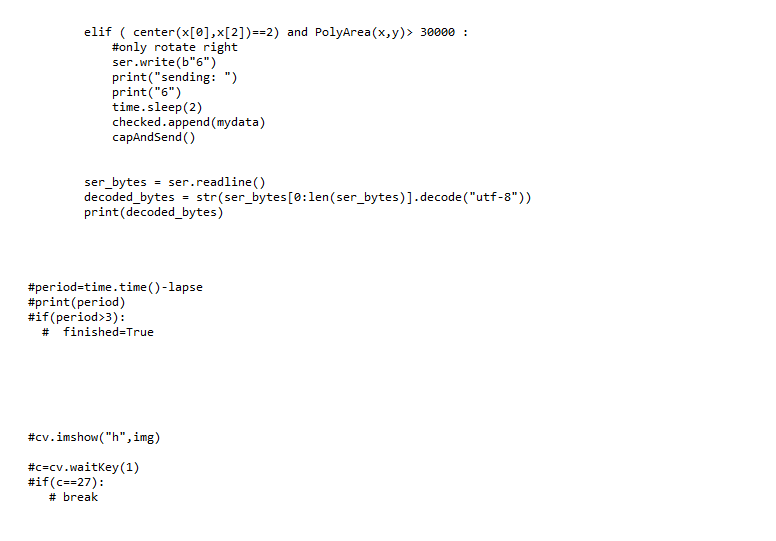 elif ( center(x[0],x[2])==2) and PolyArea(x,y)> 30000 :
#only rotate right
ser.write(b"6")
print("sending: ")
print("6")
time.sleep(2)
checked.append(mydata)
capAndSend()
ser_bytes = ser.readline()
decoded_bytes = str(ser_bytes[0:len(ser_bytes)].decode("utf-8"))
print(decoded_bytes)
#period=time.time()-lapse
#print(period)
#if(period>3):
#  finished=True
#cv.imshow("h",img)
#c=cv.waitKey(1)
#if(c==27):
# break